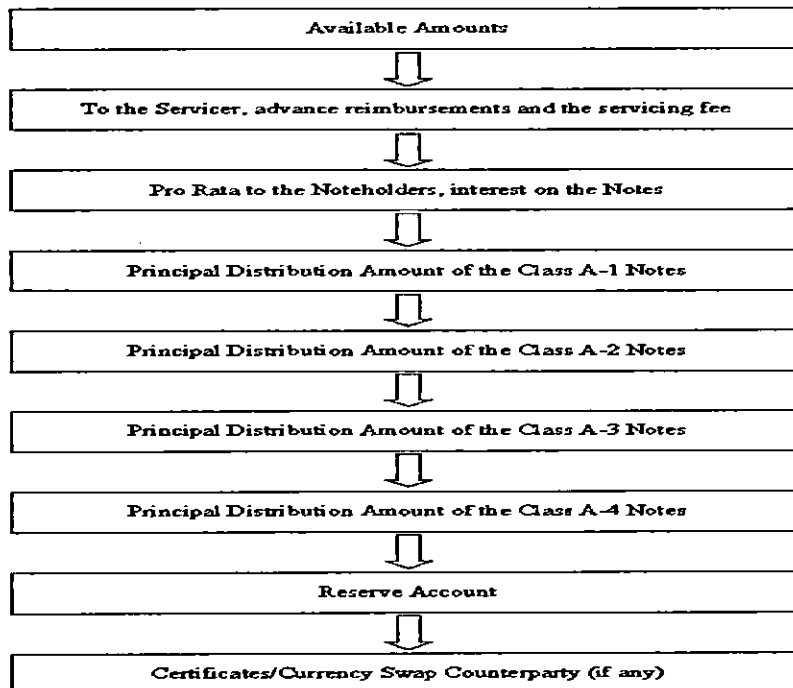 Available Amounts
To the Servicer, advance reimbursements and the servicing fee
Pro Rata to the Noteholders, interest on the Notes
Principal Distribution Amount of the Class A-1 Notes
Principal Distribution Amount of the Class A-2 Notes
Principal Distribution Amount of the Class A-3 Notes
Principal Distribution Amount of the Class A-4 Notes
Reserve Account
Certificates/Currency Swap Counterparty (if any)